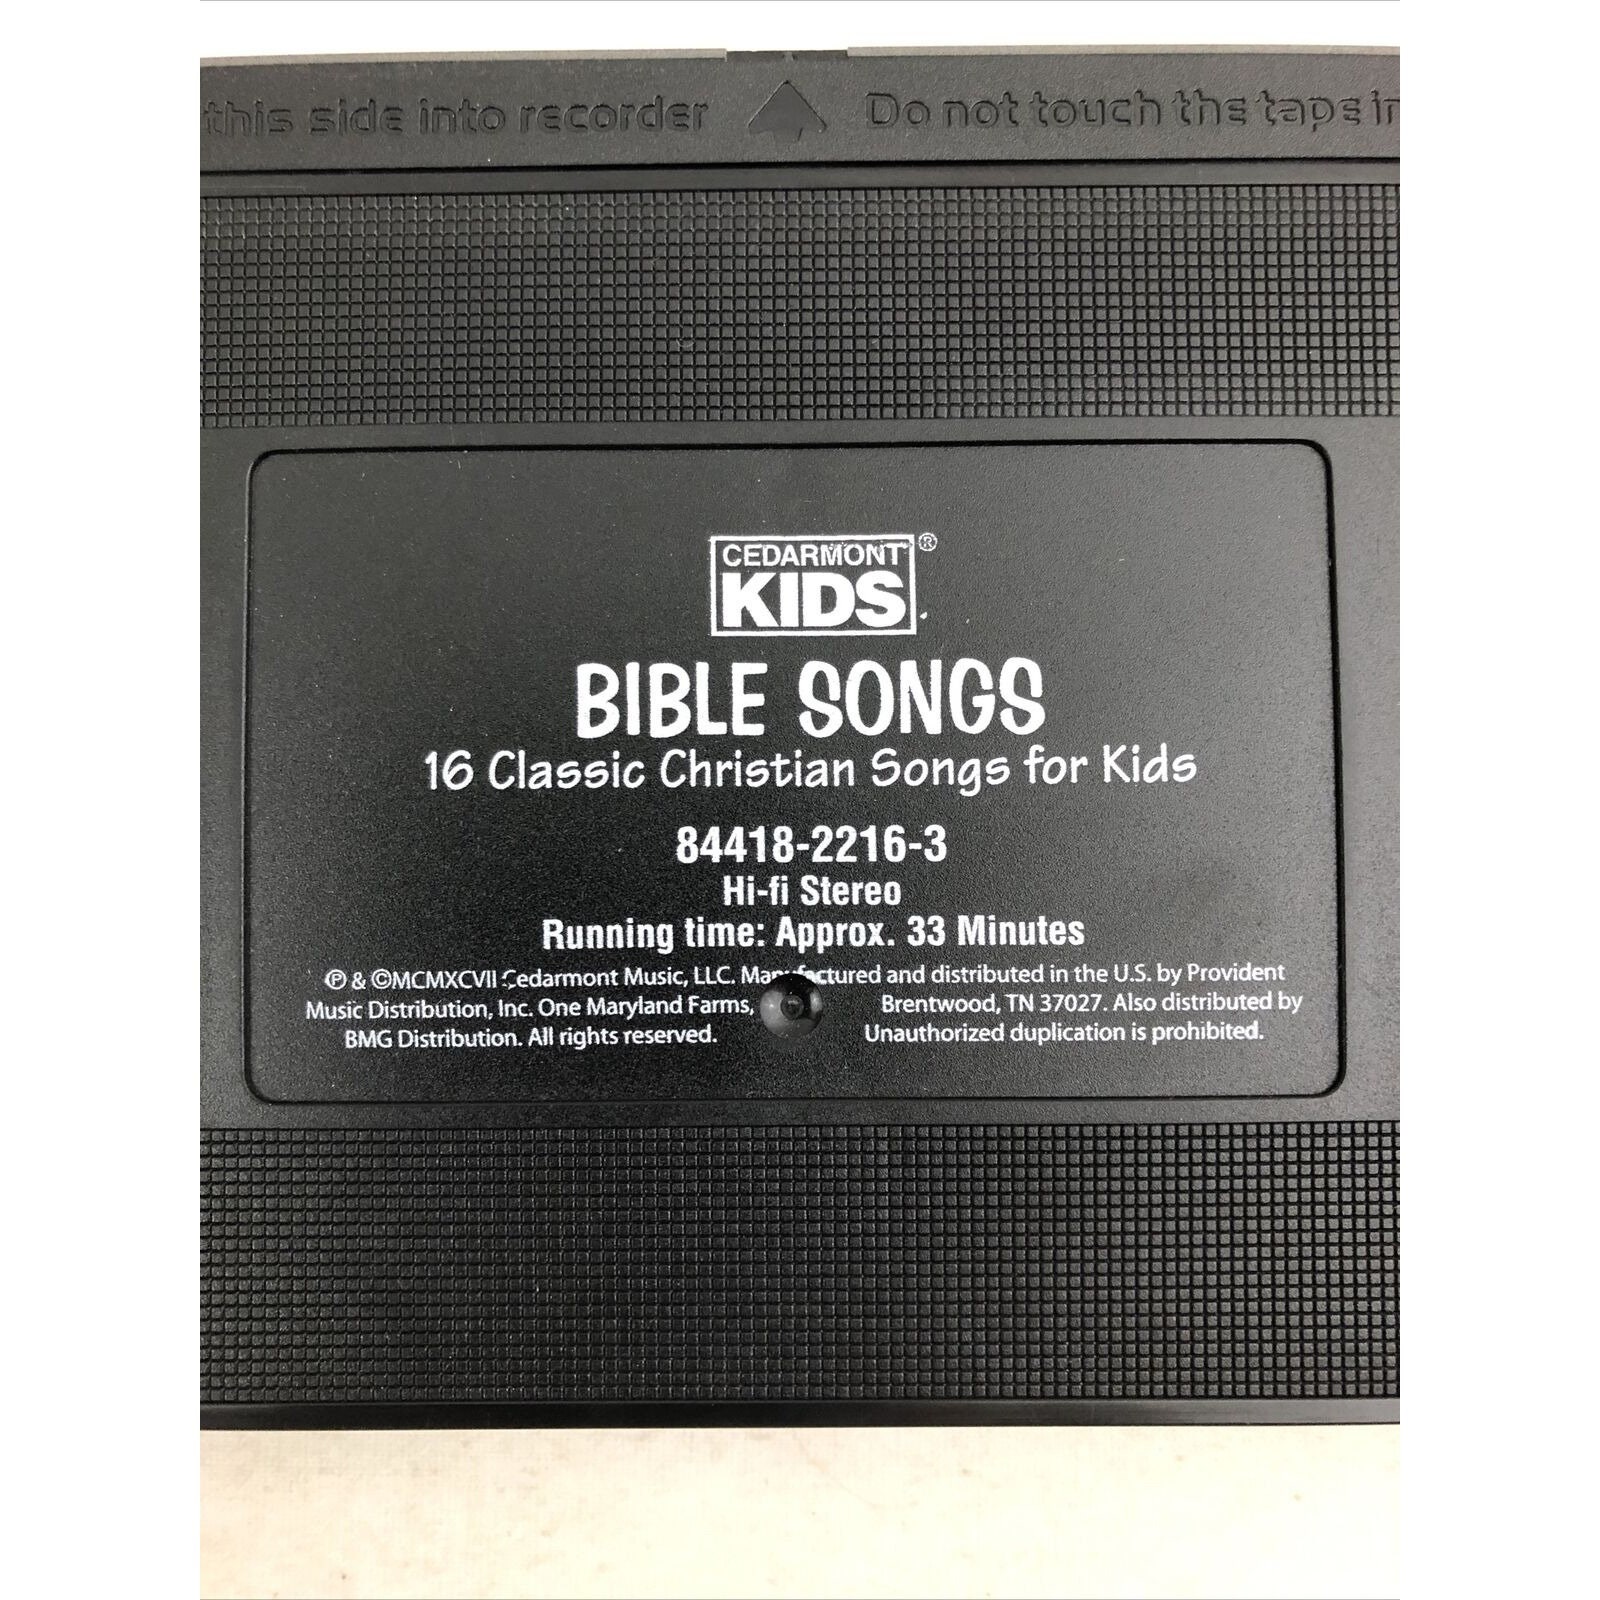 this side into recorder Do not touch the tape in
CEDARMONT ®
KIDS
BIBLE SONGS
16 Classic Christian Songs for Kids
84418-2216-3
Hi-fi Stereo
Running time: Approx. 33 Minutes
℗ & ©MCMXCVII Cedarmont Music, LLC. Manufactured and distributed in the U.S. by Provident
Music Distribution, Inc. One Maryland Farms, Brentwood, TN 37027. Also distributed by
BMG Distribution. All rights reserved. Unauthorized duplication is prohibited.